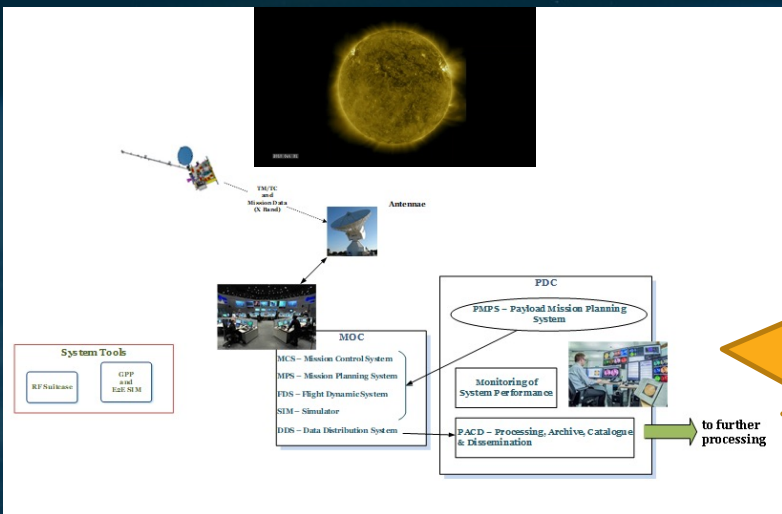 TM/TC
and
Mission Data
(X Band)
Antennae
MOC
MCS – Mission Control System
MPS – Mission Planning System
FDS – Flight Dynamic System
SIM – Simulator
DDS – Data Distribution System
PDC
PMPS – Payload Mission Planning
System
Monitoring of
System Performance
PACD – Processing, Archive, Catalogue
& Dissemination
to further
processing
System Tools
RF Suitcase
GPP
and
E2E SIM